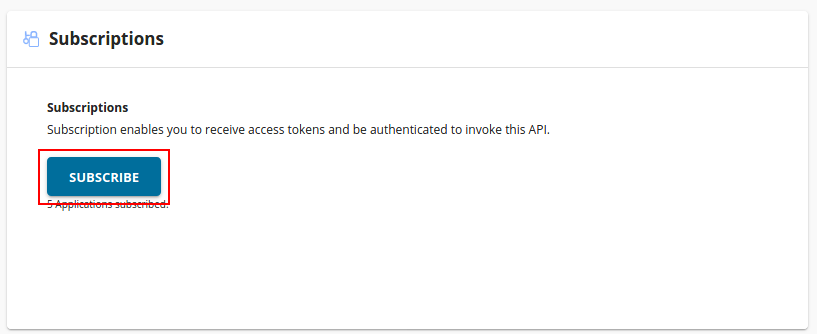 Subscriptions
Subscriptions
Subscription enables you to receive access tokens and be authenticated to invoke this API.
SUBSCRIBE
5 Applications subscribed.